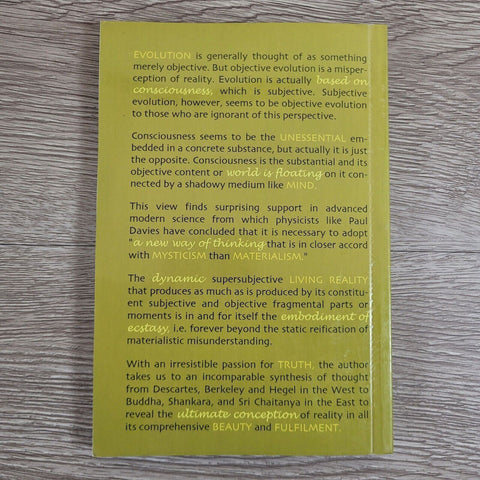 EVOLUTION is generally thought of as something
merely objective. But objective evolution is a misper-
ception of reality. Evolution is actually based on
consciousness, which is subjective. Subjective
evolution, however, seems to be objective evolution
to those who are ignorant of this perspective.
Consciousness seems to be the UNESSENTIAL em-
bedded in a concrete substance, but actually it is just
the opposite. Consciousness is the substantial and its
objective content or world is floating on it con-
nected by a shadowy medium like MIND.
This view finds surprising support in advanced
modern science from which physicists like Paul
Davies have concluded that it is necessary to adopt
"a new way of thinking that is in closer accord
with MYSTICISM than MATERIALISM."
The dynamic supersubjective LIVING REALITY
that produces as much as is produced by its constitu-
ent subjective and objective fragmental parts or
moments is in and for itself the embodiment of
ecstasy, i.e. forever beyond the static reification of
materialistic misunderstanding.
With an irresistible passion for TRUTH, the author
takes us to an incomparable synthesis of thought
from Descartes, Berkeley and Hegel in the West to
Buddha, Shankara, and Sri Chaitanya in the East to
reveal the ultimate conception of reality in all
its comprehensive BEAUTY and FULFILMENT.